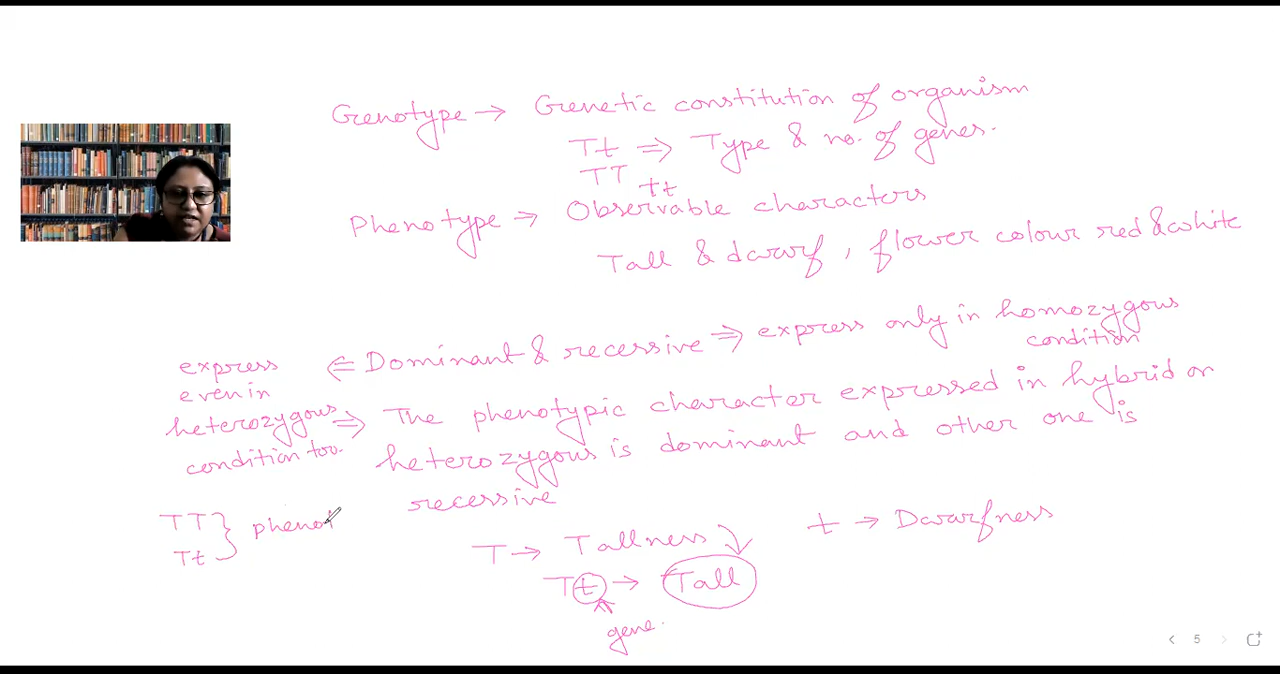 Genotype → Genetic constitution of organism
Tt ⇒ Type & no. of genes.
TT
tt
Phenotype → Observable characters
Tall & dwarf, flower colour red & white
express ⇐ Dominant & recessive ⇒ express only in homozygous
even in
condition
heterozygous ⇒ The phenotypic character expressed in hybrid or
condition too. heterozygous is dominant and other one is
recessive
TT } phenot
Tt
T → Tallness t → Dwarfness
Tt → Tall
gene.
5